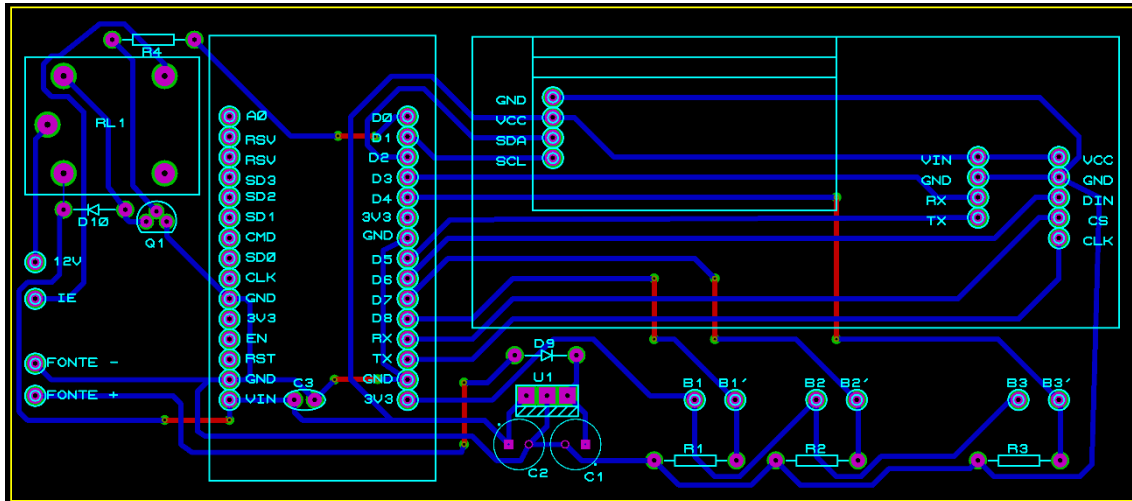 R4
RL1
D10
Q1
12V
IE
FONTE -
FONTE +
A0
RSV
RSV
SD3
SD2
SD1
CMD
SD0
CLK
GND
3V3
EN
RST
GND
VIN
C3
D0
D1
D2
D3
D4
3V3
GND
D5
D6
D7
D8
RX
TX
GND
3V3
GND
VCC
SDA
SCL
VIN
GND
RX
TX
VCC
GND
DIN
CS
CLK
D9
U1
C2
C1
B1 B1' B2 B2' B3 B3'
R1 R2 R3